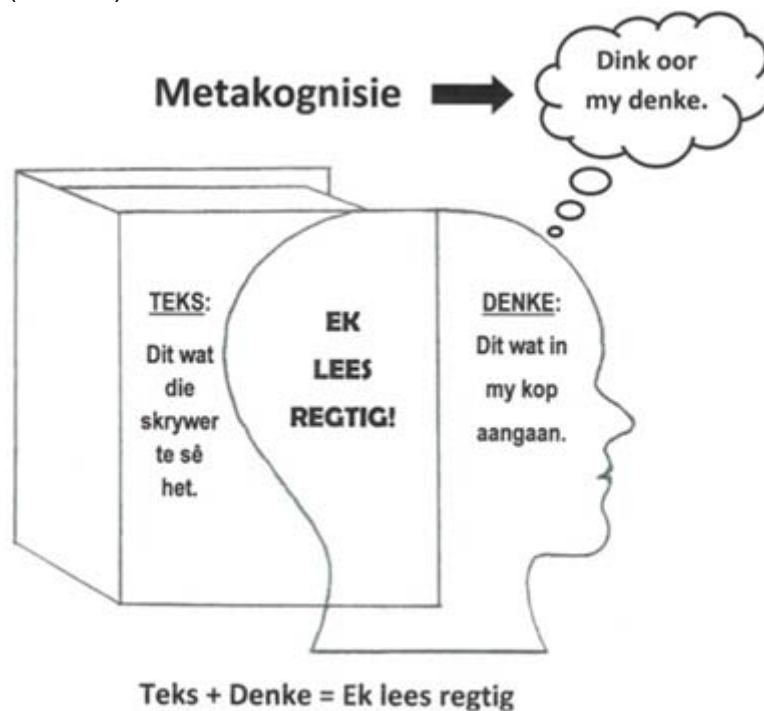 Dink oor
my denke.
Metakognisie
TEKS:
Dit wat
die
skrywer
te sê
het.
EK
LEES
REGTIG!
DENKE:
Dit wat in
my kop
aangaan.
Teks + Denke = Ek lees regtig